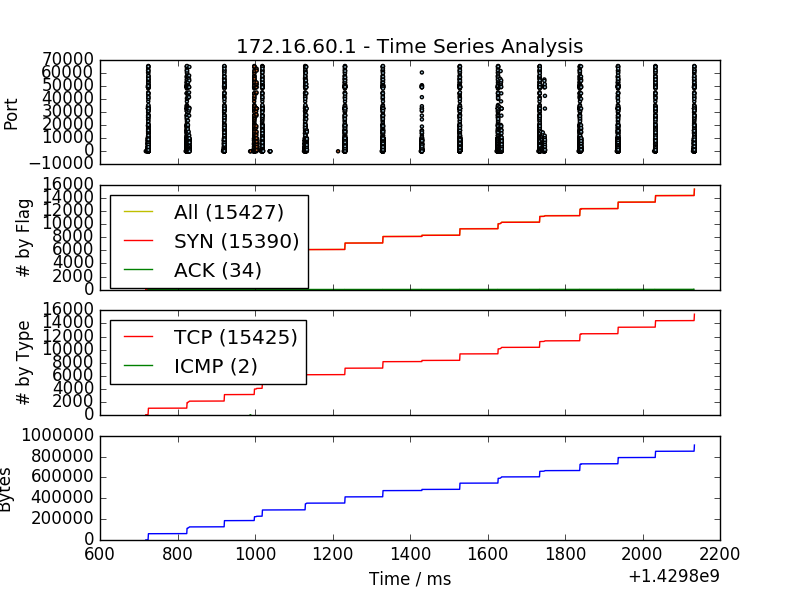 172.16.60.1 - Time Series Analysis
70000
60000
50000
40000
30000
20000
10000
0
−10000
Port
16000
14000
12000
10000
8000
6000
4000
2000
0
# by Flag
All (15427)
SYN (15390)
ACK (34)
16000
14000
12000
10000
8000
6000
4000
2000
0
# by Type
TCP (15425)
ICMP (2)
1000000
800000
600000
400000
200000
0
Bytes
600 800 1000 1200 1400 1600 1800 2000 2200
Time / ms
+1.4298e9